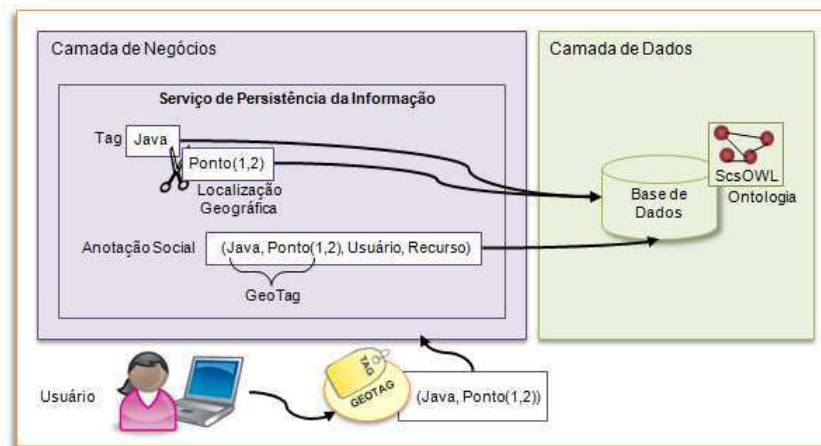 Camada de Negócios
Camada de Dados
Serviço de Persistência da Informação
Tag
Java
Ponto(1,2)
Localização
Geográfica
ScsOWL
Ontologia
Base de
Dados
Anotação Social
(Java, Ponto(1,2), Usuário, Recurso)
GeoTag
Usuário
TAG
GEOTAG
(Java, Ponto(1,2))